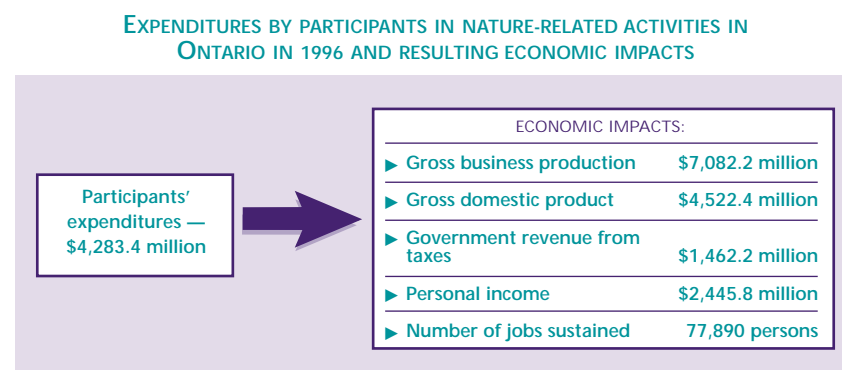 EXPENDITURES BY PARTICIPANTS IN NATURE-RELATED ACTIVITIES IN
ONTARIO IN 1996 AND RESULTING ECONOMIC IMPACTS
Participants'
expenditures —
$4,283.4 million
ECONOMIC IMPACTS:
▶ Gross business production $7,082.2 million
▶ Gross domestic product $4,522.4 million
▶ Government revenue from
taxes $1,462.2 million
▶ Personal income $2,445.8 million
▶ Number of jobs sustained 77,890 persons